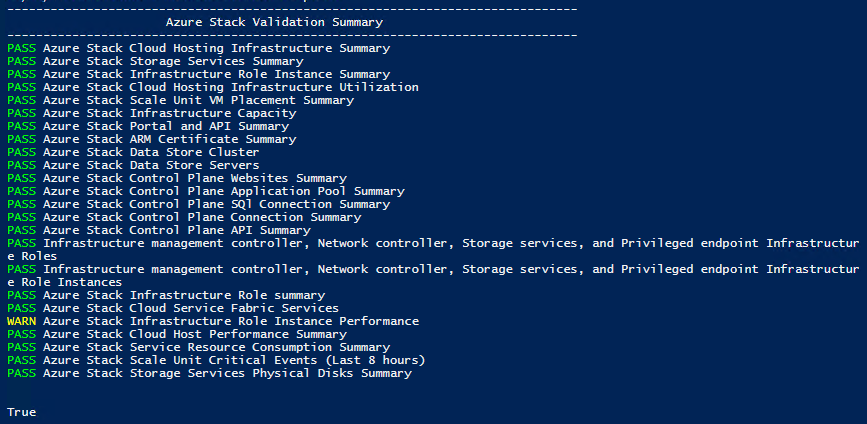 -------------------------------------------------------------------------------
Azure Stack Validation Summary
-------------------------------------------------------------------------------
PASS Azure Stack Cloud Hosting Infrastructure Summary
PASS Azure Stack Storage Services Summary
PASS Azure Stack Infrastructure Role Instance Summary
PASS Azure Stack Cloud Hosting Infrastructure Utilization
PASS Azure Stack Scale Unit VM Placement Summary
PASS Azure Stack Infrastructure Capacity
PASS Azure Stack Portal and API Summary
PASS Azure Stack ARM Certificate Summary
PASS Azure Stack Data Store Cluster
PASS Azure Stack Data Store Servers
PASS Azure Stack Control Plane Websites Summary
PASS Azure Stack Control Plane Application Pool Summary
PASS Azure Stack Control Plane SQl Connection Summary
PASS Azure Stack Control Plane Connection Summary
PASS Azure Stack Control Plane API Summary
PASS Infrastructure management controller, Network controller, Storage services, and Privileged endpoint Infrastructur
e Roles
PASS Infrastructure management controller, Network controller, Storage services, and Privileged endpoint Infrastructur
e Role Instances
PASS Azure Stack Infrastructure Role summary
PASS Azure Stack Cloud Service Fabric Services
WARN Azure Stack Infrastructure Role Instance Performance
PASS Azure Stack Cloud Host Performance Summary
PASS Azure Stack Service Resource Consumption Summary
PASS Azure Stack Scale Unit Critical Events (Last 8 hours)
PASS Azure Stack Storage Services Physical Disks Summary
True